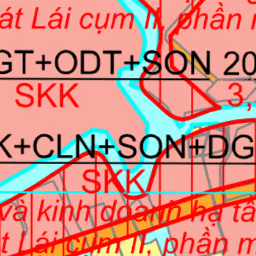 át Lái cụm II, phần m
GT+ODT+SON 20
SKK 3,
K+CLN+SON+DG
SKK
và kinh doanh hạ tầ
t Lái cụm II, phần m